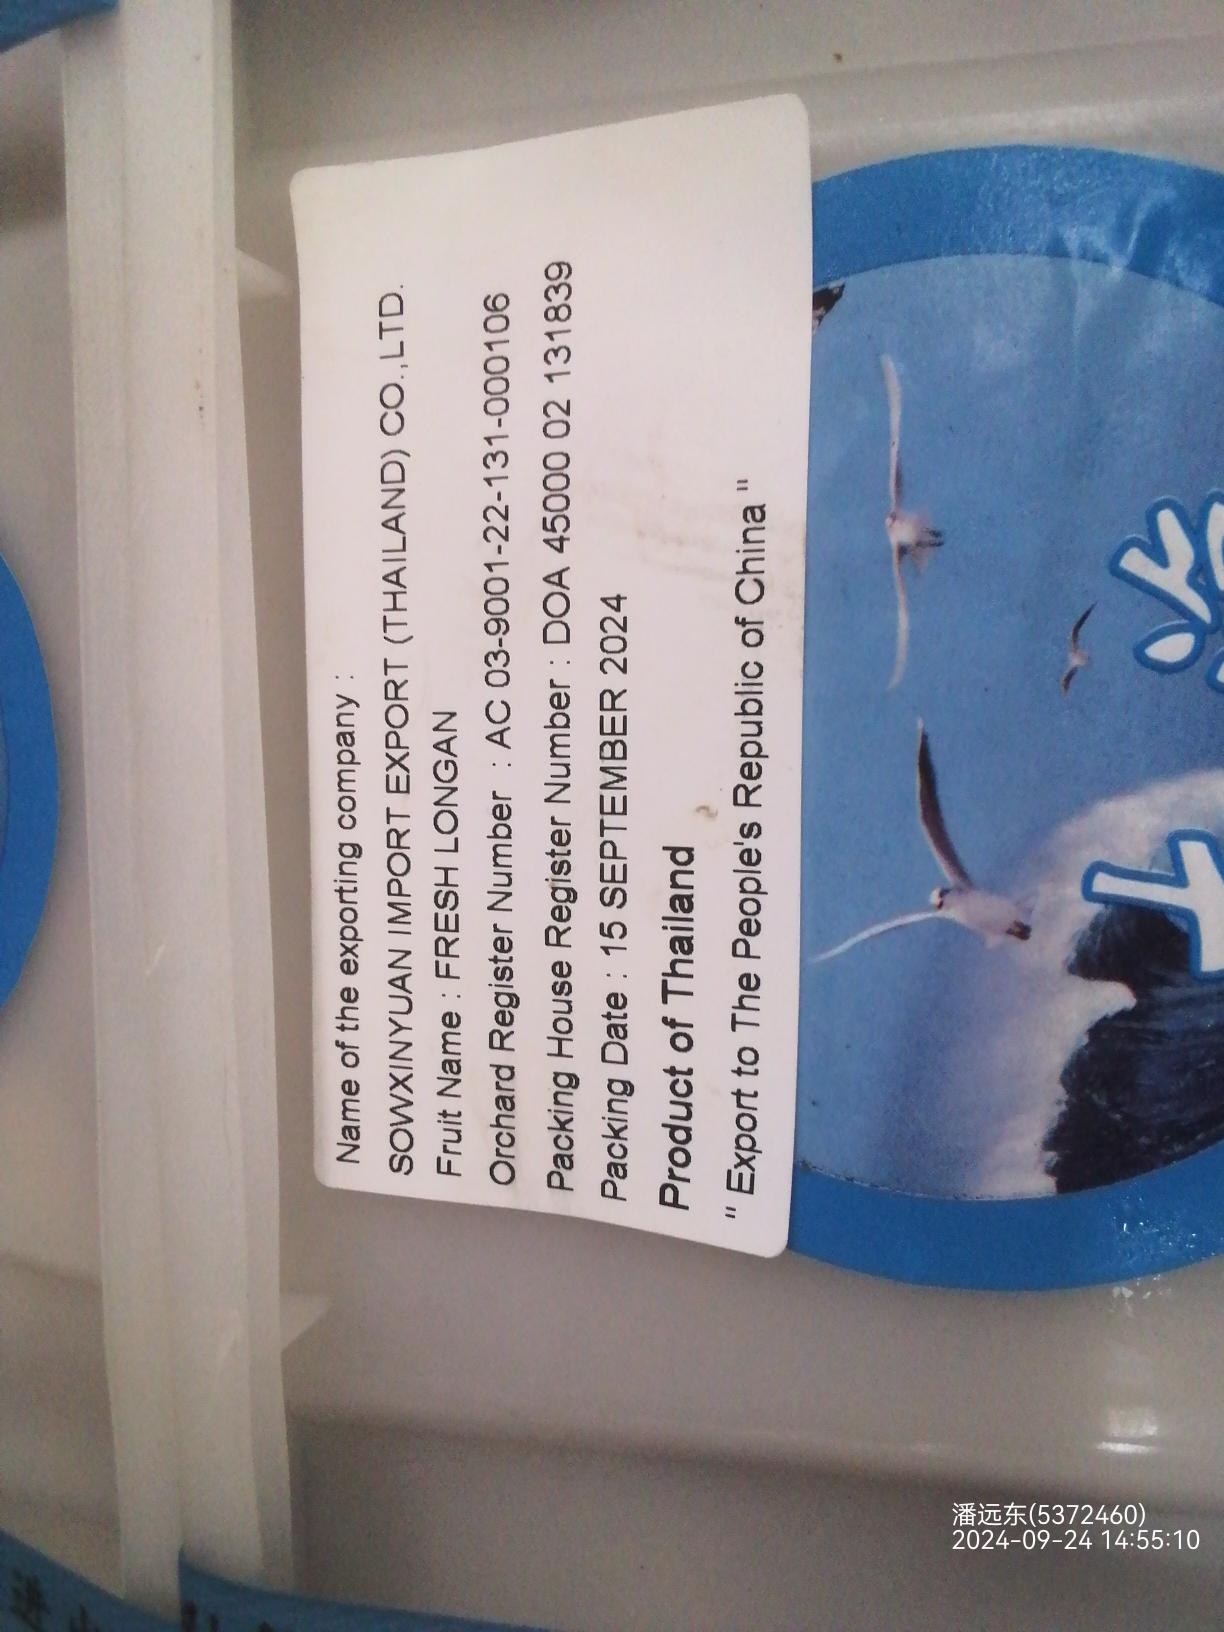 Name of the exporting company :
SOWXINYUAN IMPORT EXPORT (THAILAND) CO.,LTD.
Fruit Name : FRESH LONGAN
Orchard Register Number : AC 03-9001-22-131-000106
Packing House Register Number : DOA 45000 02 131839
Packing Date : 15 SEPTEMBER 2024
Product of Thailand
" Export to The People's Republic of China "
潘远东(5372460)
2024-09-24 14:55:10